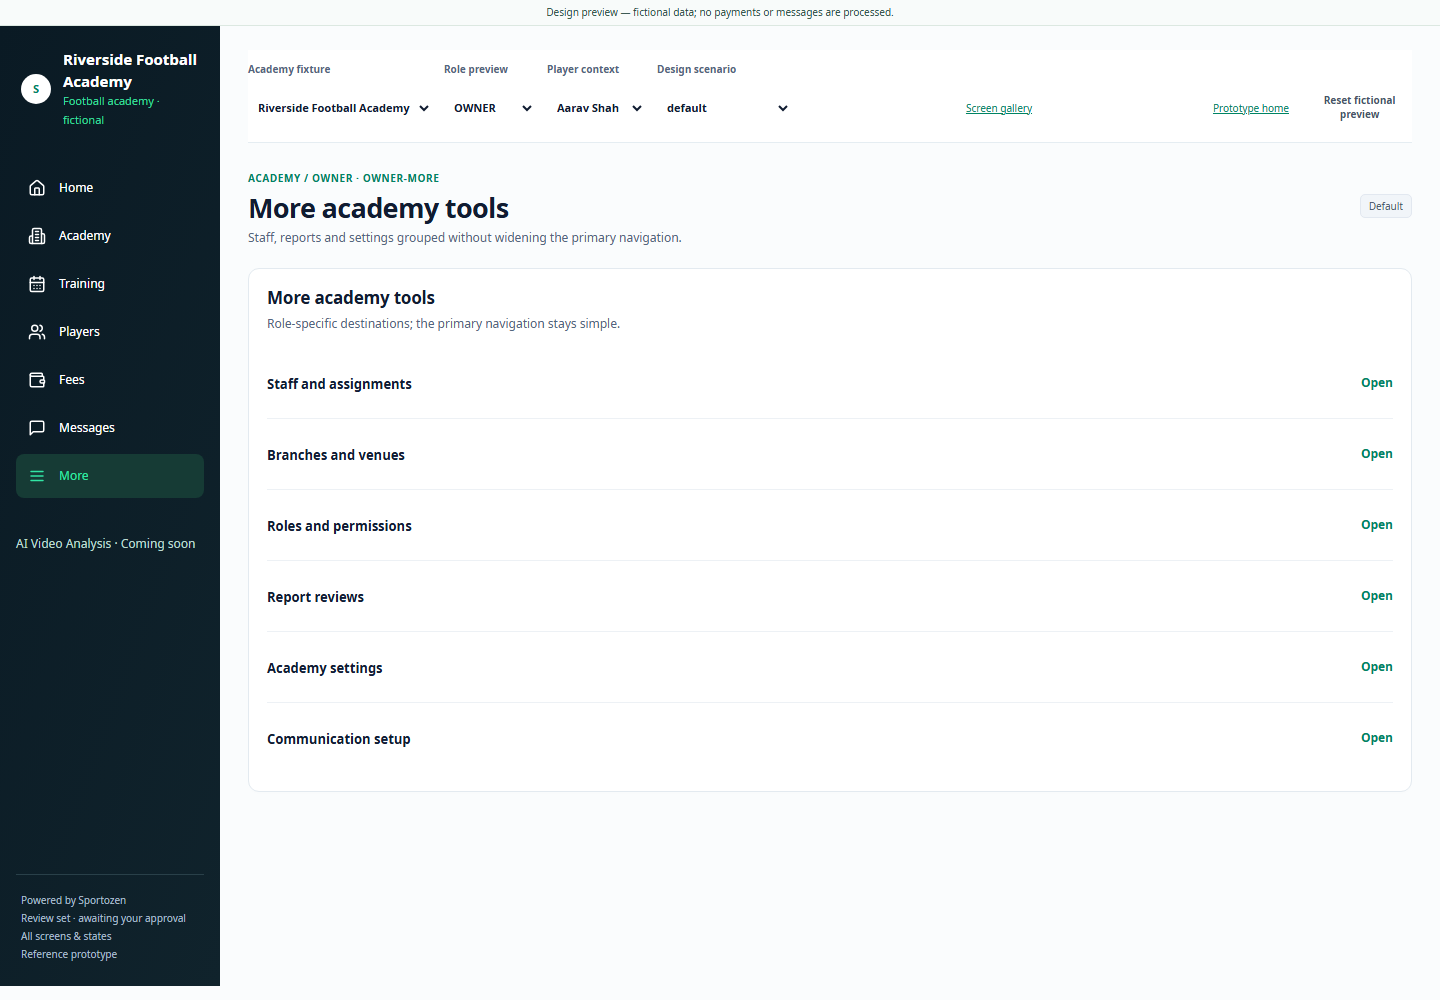 Design preview — fictional data; no payments or messages are processed.
S
Riverside Football
Academy
Football academy ·
fictional
Home
Academy
Training
Players
Fees
Messages
More
AI Video Analysis · Coming soon
Powered by Sportozen
Review set · awaiting your approval
All screens & states
Reference prototype
Academy fixture
Role preview
Player context
Design scenario
Riverside Football Academy
OWNER
Aarav Shah
default
Screen gallery
Prototype home
Reset fictional
preview
ACADEMY / OWNER · OWNER-MORE
More academy tools
Default
Staff, reports and settings grouped without widening the primary navigation.
More academy tools
Role-specific destinations; the primary navigation stays simple.
Staff and assignments Open
Branches and venues Open
Roles and permissions Open
Report reviews Open
Academy settings Open
Communication setup Open